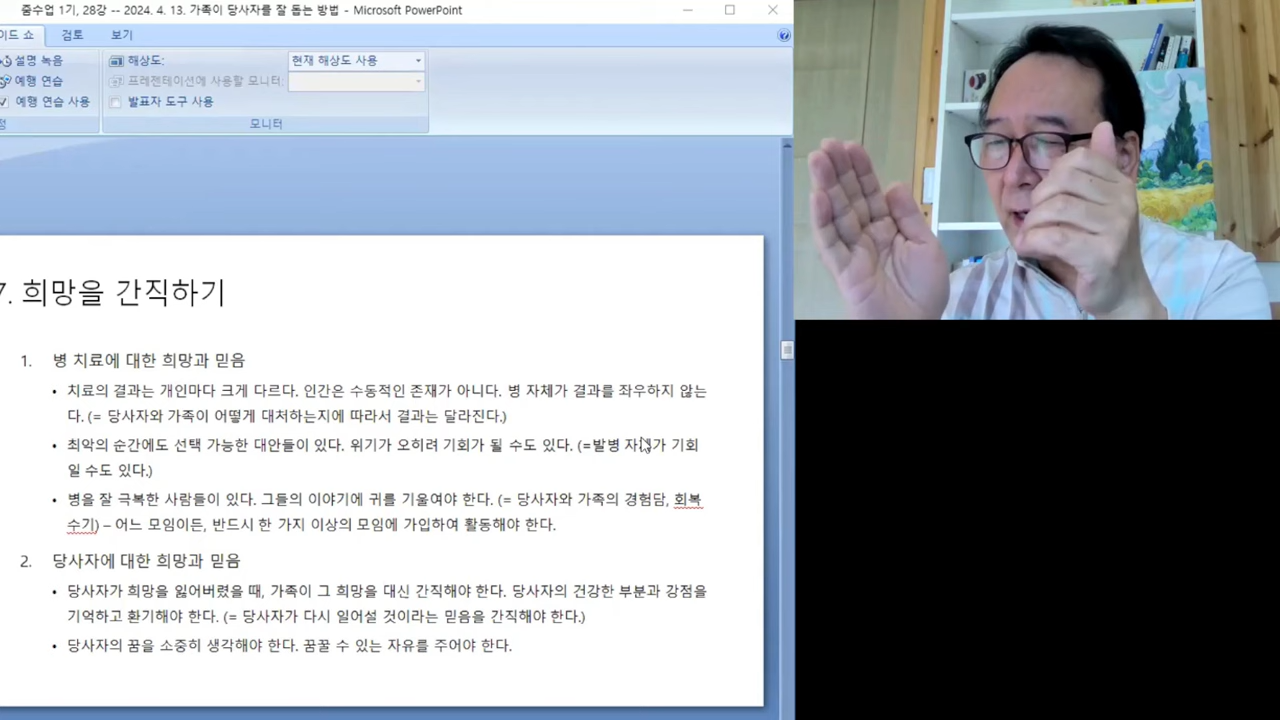 줌수업 1기, 28강 -- 2024. 4. 13. 가족이 당사자를 잘 돕는 방법 - Microsoft PowerPoint
이드 쇼 검토 보기
설명 녹음
예행 연습
예행 연습 사용
정
해상도: 현재 해상도 사용
프레젠테이션에 사용할 모니터:
발표자 도구 사용
모니터
7. 희망을 간직하기
1. 병 치료에 대한 희망과 믿음
• 치료의 결과는 개인마다 크게 다르다. 인간은 수동적인 존재가 아니다. 병 자체가 결과를 좌우하지 않는
다. (= 당사자와 가족이 어떻게 대처하는지에 따라서 결과는 달라진다.)
• 최악의 순간에도 선택 가능한 대안들이 있다. 위기가 오히려 기회가 될 수도 있다. (=발병 자체가 기회
일 수도 있다.)
• 병을 잘 극복한 사람들이 있다. 그들의 이야기에 귀를 기울여야 한다. (= 당사자와 가족의 경험담, 회복
수기) – 어느 모임이든, 반드시 한 가지 이상의 모임에 가입하여 활동해야 한다.
2. 당사자에 대한 희망과 믿음
• 당사자가 희망을 잃어버렸을 때, 가족이 그 희망을 대신 간직해야 한다. 당사자의 건강한 부분과 강점을
기억하고 환기해야 한다. (= 당사자가 다시 일어설 것이라는 믿음을 간직해야 한다.)
• 당사자의 꿈을 소중히 생각해야 한다. 꿈꿀 수 있는 자유를 주어야 한다.